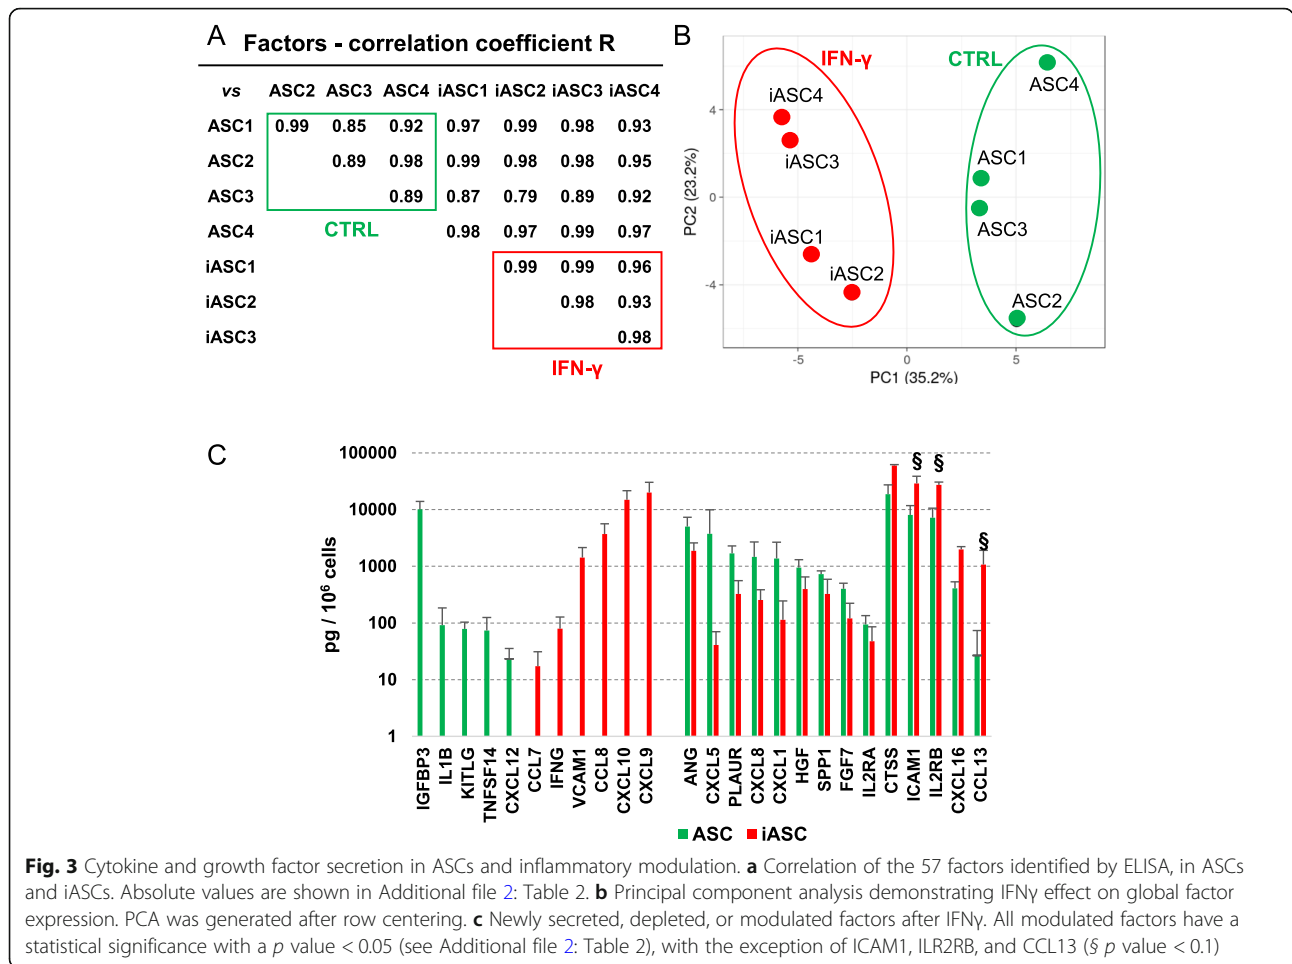 A Factors - correlation coefficient R
vs ASC2 ASC3 ASC4 iASC1 iASC2 iASC3 iASC4
ASC1 0.99 0.85 0.92 0.97 0.99 0.98 0.93
ASC2 0.89 0.98 0.99 0.98 0.98 0.95
ASC3 0.89 0.87 0.79 0.89 0.92
CTRL
ASC4 0.98 0.97 0.99 0.97
iASC1 0.99 0.99 0.96
iASC2 0.98 0.93
iASC3 0.98
IFN-γ
B
IFN-γ CTRL
ASC4
iASC4
iASC3
ASC1
ASC3
iASC1
iASC2
ASC2
4
0
-4
PC2 (23.2%)
-5 0 5
PC1 (35.2%)
C
100000
10000
1000
100
10
1
pg / 10⁶ cells
§ § §
IGFBP3 IL1B KITLG TNFSF14 CXCL12 CCL7 IFNG VCAM1 CCL8 CXCL10 CXCL9 ANG CXCL5 PLAUR CXCL8 CXCL1 HGF SPP1 FGF7 IL2RA CTSS ICAM1 IL2RB CXCL16 CCL13
ASC iASC
Fig. 3 Cytokine and growth factor secretion in ASCs and inflammatory modulation. a Correlation of the 57 factors identified by ELISA, in ASCs
and iASCs. Absolute values are shown in Additional file 2: Table 2. b Principal component analysis demonstrating IFNγ effect on global factor
expression. PCA was generated after row centering. c Newly secreted, depleted, or modulated factors after IFNγ. All modulated factors have a
statistical significance with a p value < 0.05 (see Additional file 2: Table 2), with the exception of ICAM1, ILR2RB, and CCL13 (§ p value < 0.1)